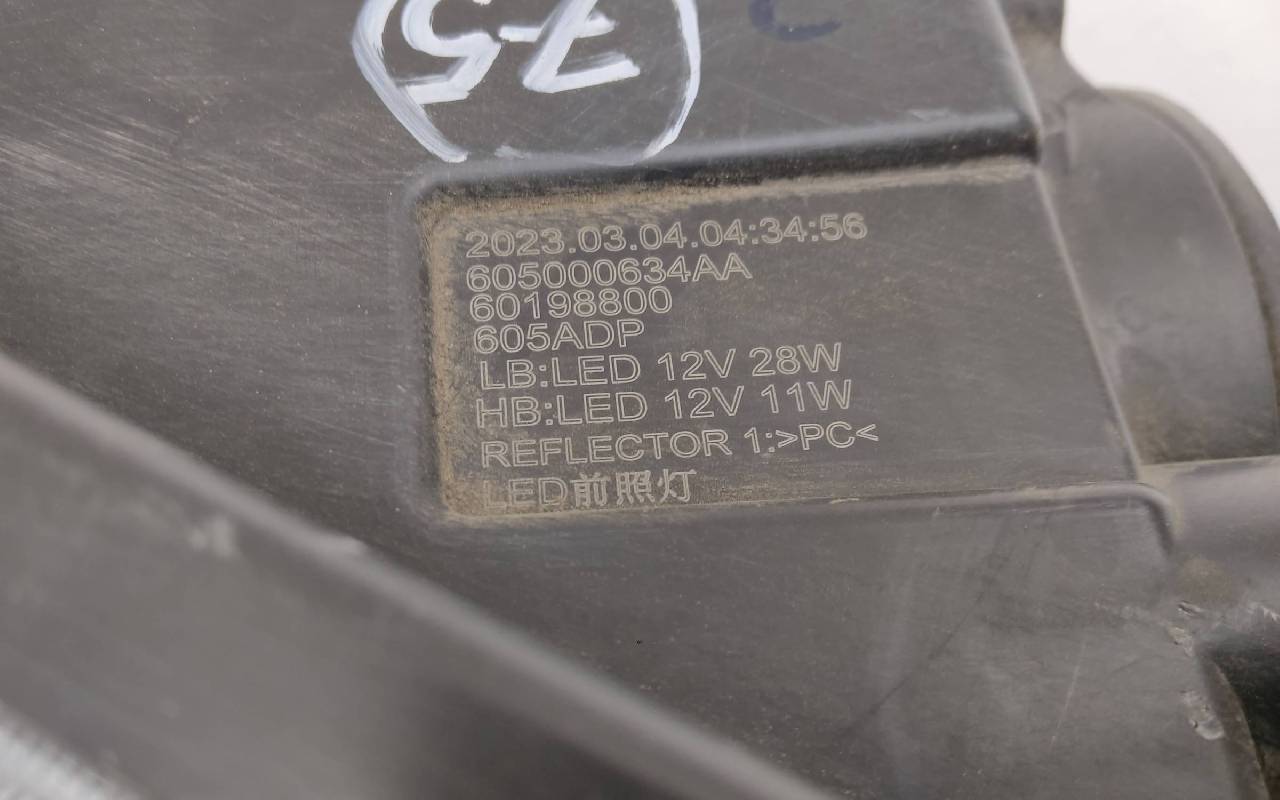 75
2023.03.04.04:34:56
605000634AA
60198800
605ADP
LB:LED 12V 28W
HB:LED 12V 11W
REFLECTOR 1:>PC<
LED前照灯